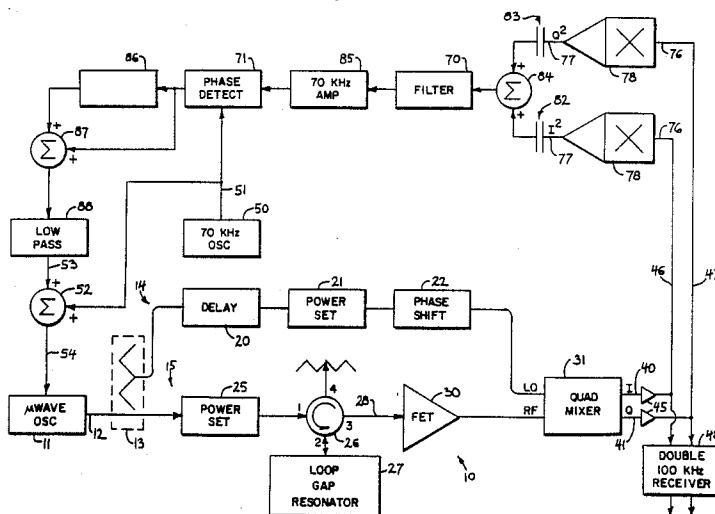 83
86
71
85
70
Q²
77
78
76
PHASE DETECT
70 KHz AMP
FILTER
+
Σ
84
+
82
I²
77
78
76
+
Σ
87
+
51
50
88
LOW PASS
70 KHz OSC
53
46
47
+
Σ
52
+
14
DELAY
20
21
POWER SET
22
PHASE SHIFT
54
15
31
LO
QUAD MIXER
RF
I
40
Q
45
41
25
POWER SET
1
4
3
2
26
28
FET
30
μWAVE OSC
11
12
13
LOOP GAP RESONATOR
27
10
48
DOUBLE 100 KHz RECEIVER